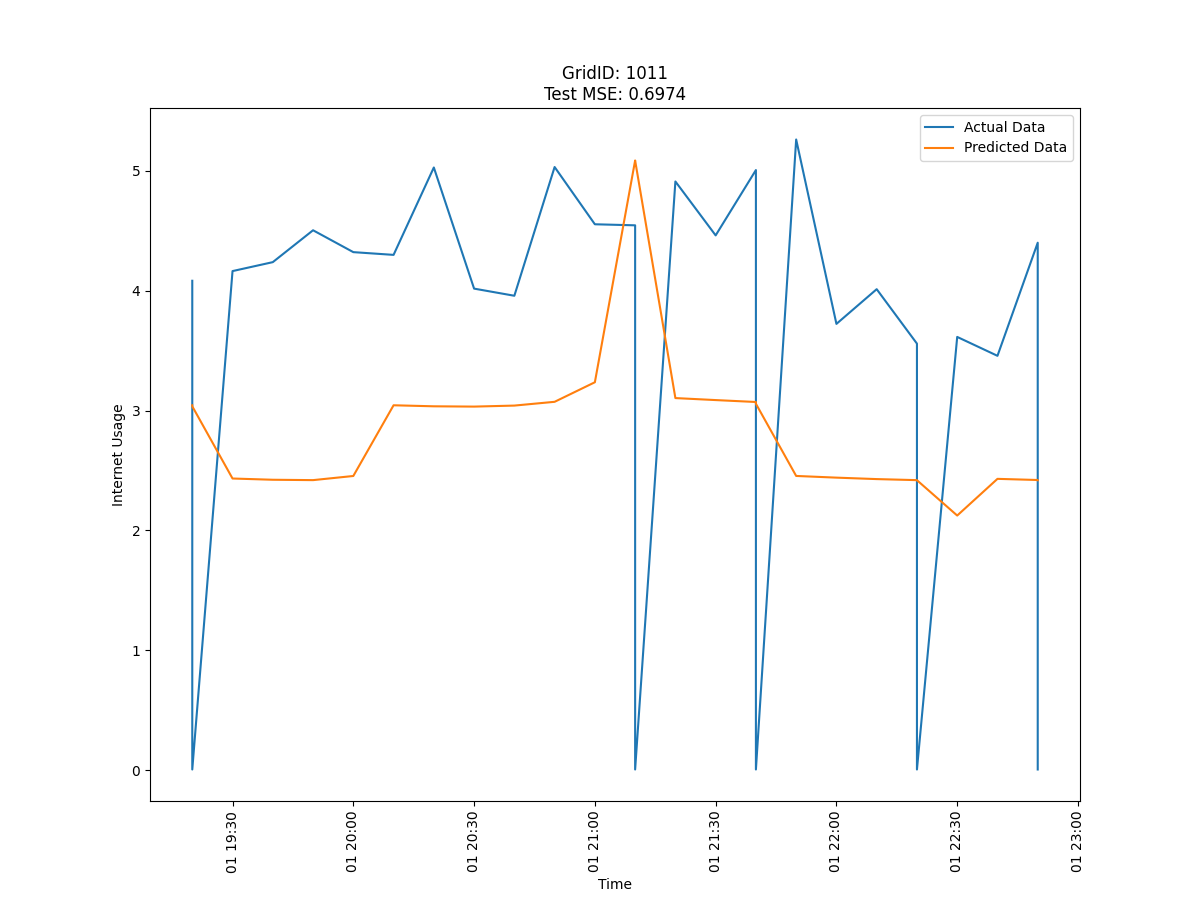 GridID: 1011
Test MSE: 0.6974
Actual Data
Predicted Data
Internet Usage
5
4
3
2
1
0
01 19:30
01 20:00
01 20:30
01 21:00
01 21:30
01 22:00
01 22:30
01 23:00
Time